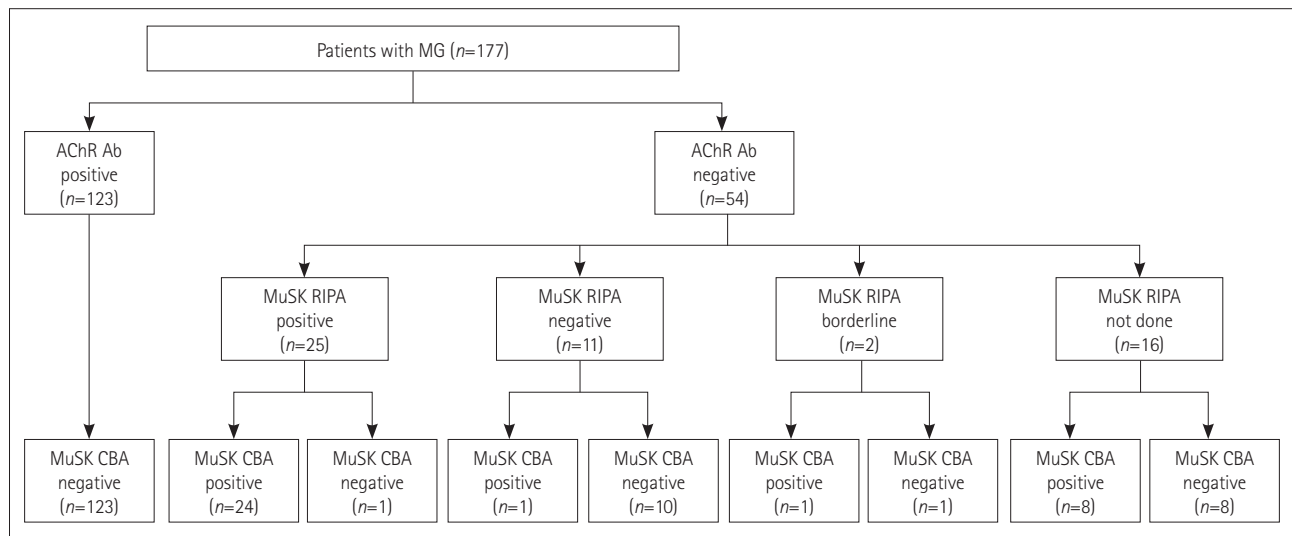 Patients with MG (n=177)
AChR Ab
positive
(n=123)
AChR Ab
negative
(n=54)
MuSK RIPA
positive
(n=25)
MuSK RIPA
negative
(n=11)
MuSK RIPA
borderline
(n=2)
MuSK RIPA
not done
(n=16)
MuSK CBA
negative
(n=123)
MuSK CBA
positive
(n=24)
MuSK CBA
negative
(n=1)
MuSK CBA
positive
(n=1)
MuSK CBA
negative
(n=10)
MuSK CBA
positive
(n=1)
MuSK CBA
negative
(n=1)
MuSK CBA
positive
(n=8)
MuSK CBA
negative
(n=8)